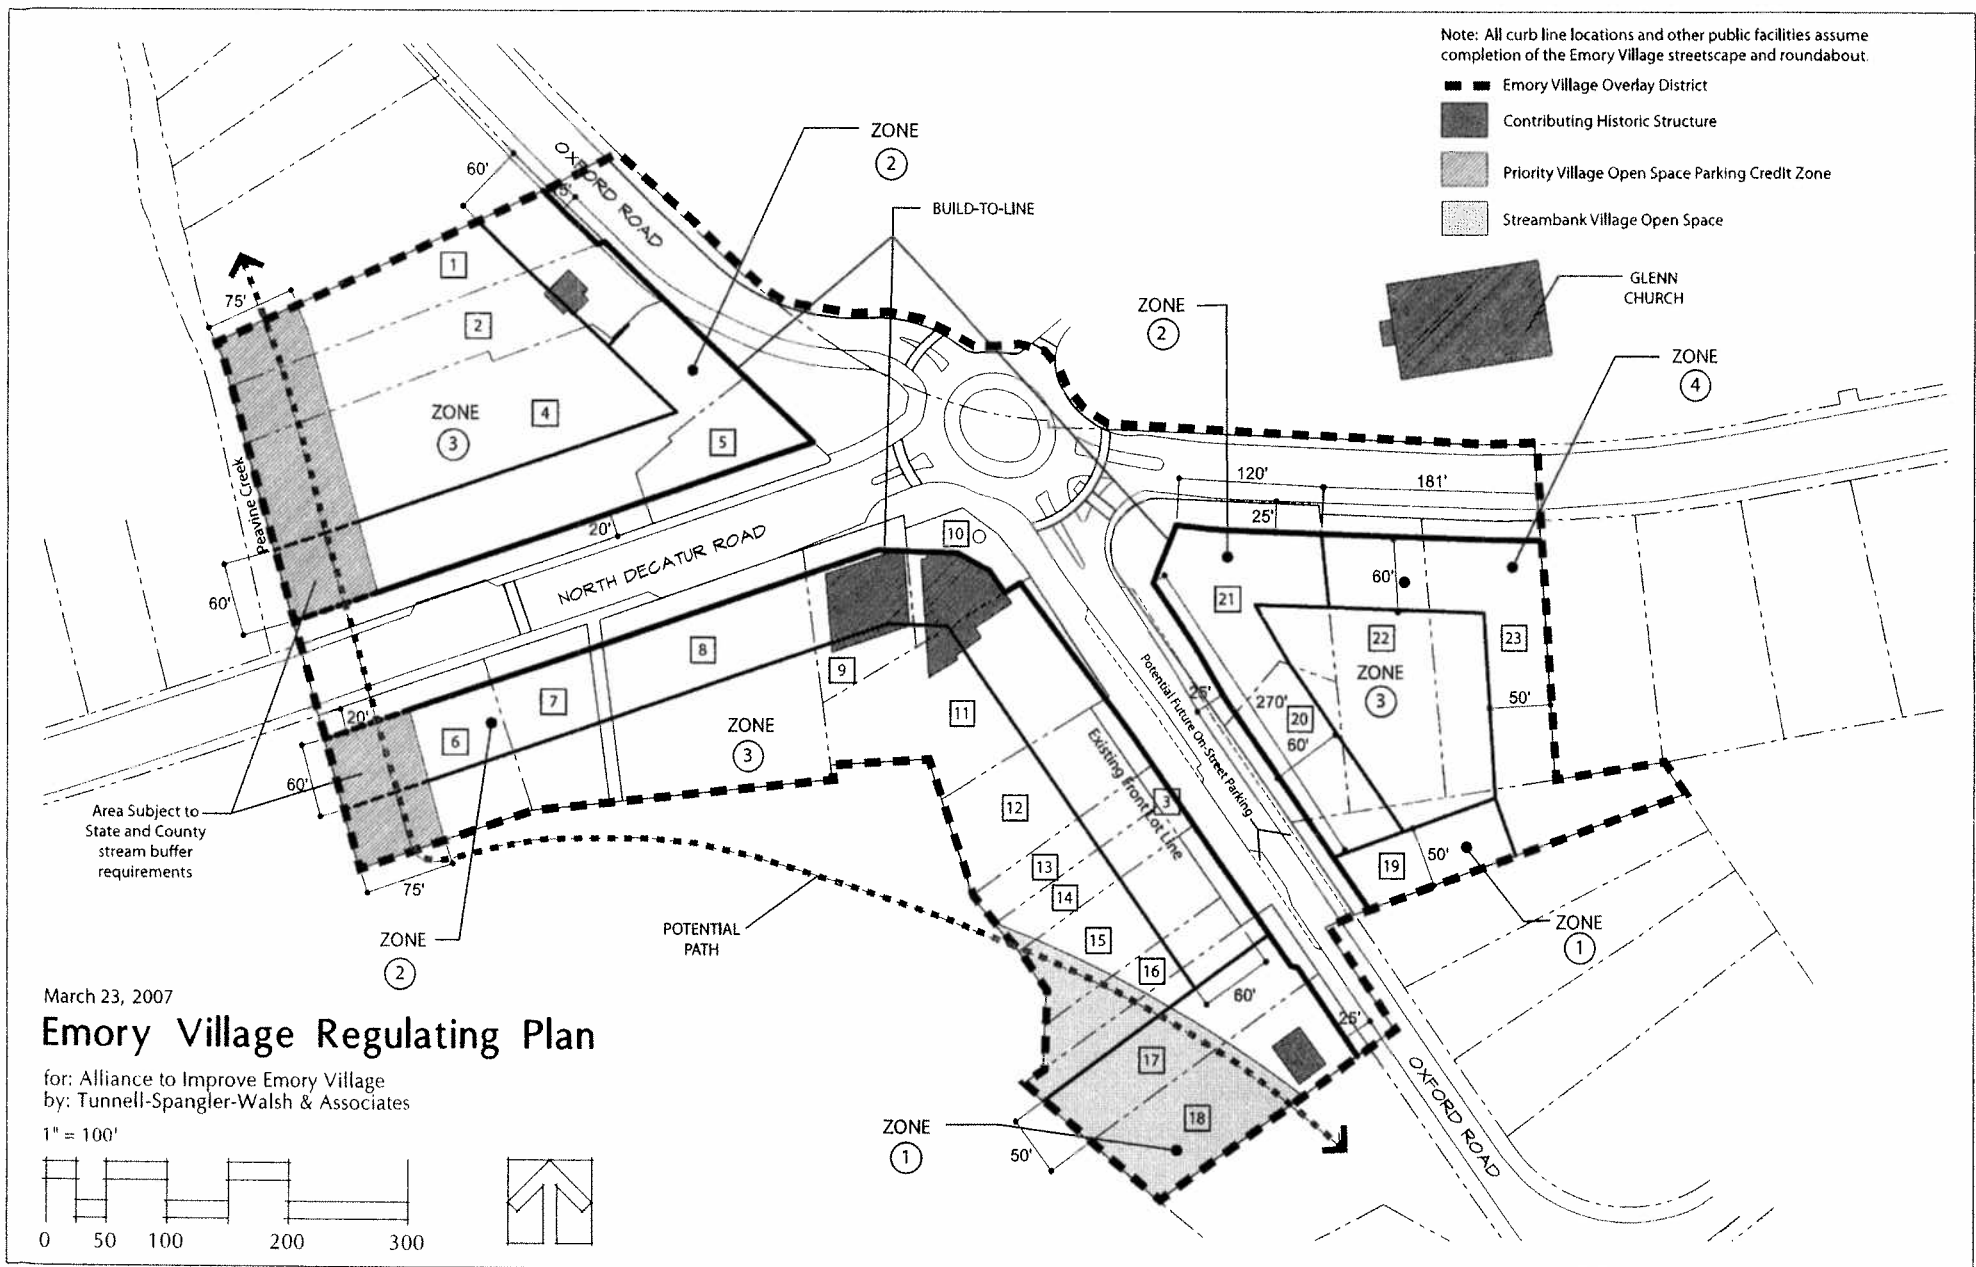 Note: All curb line locations and other public facilities assume
completion of the Emory Village streetscape and roundabout.
Emory Village Overlay District
Contributing Historic Structure
Priority Village Open Space Parking Credit Zone
Streambank Village Open Space
GLENN
CHURCH
ZONE
2
BUILD-TO-LINE
ZONE
2
ZONE
4
60'
OXFORD ROAD
75'
1
2
ZONE
3
4
5
Peavine Creek
60'
20'
NORTH DECATUR ROAD
10
120'
181'
25'
60'
21
22
ZONE
3
23
50'
25'
270'
20
60'
Potential Future On-Street Parking
20'
60'
6
7
8
9
ZONE
3
11
Existing Front Lot Line
3
12
13
14
15
16
60'
19
50'
ZONE
1
Area Subject to
State and County
stream buffer
requirements
75'
ZONE
2
POTENTIAL
PATH
25'
17
18
ZONE
1
50'
OXFORD ROAD
March 23, 2007
Emory Village Regulating Plan
for: Alliance to Improve Emory Village
by: Tunnell-Spangler-Walsh & Associates
1" = 100'
0 50 100 200 300